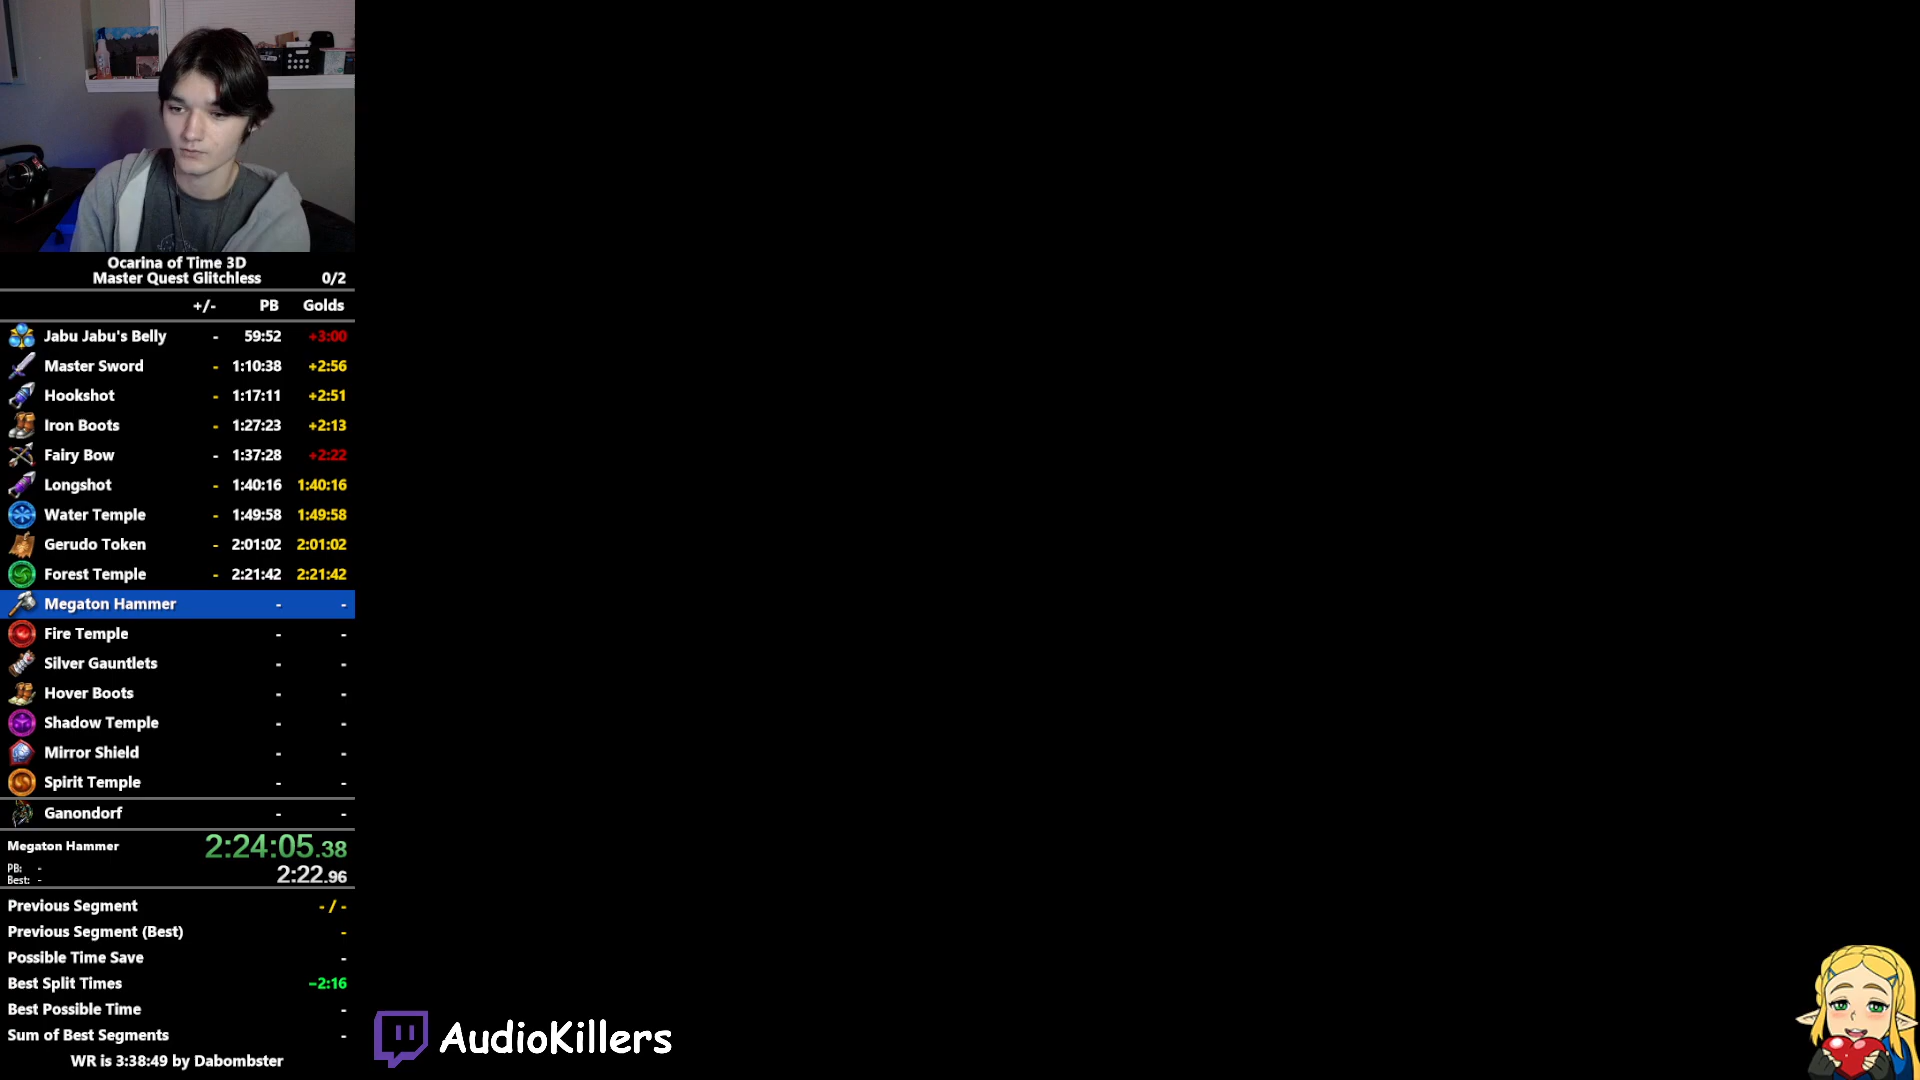 Ocarina of Time 3D
Master Quest Glitchless 0/2
+/- PB Golds
Jabu Jabu's Belly - 59:52 +3:00
Master Sword - 1:10:38 +2:56
Hookshot - 1:17:11 +2:51
Iron Boots - 1:27:23 +2:13
Fairy Bow - 1:37:28 +2:22
Longshot - 1:40:16 1:40:16
Water Temple - 1:49:58 1:49:58
Gerudo Token - 2:01:02 2:01:02
Forest Temple - 2:21:42 2:21:42
Megaton Hammer - -
Fire Temple - -
Silver Gauntlets - -
Hover Boots - -
Shadow Temple - -
Mirror Shield - -
Spirit Temple - -
Ganondorf - -
Megaton Hammer 2:24:05.38
PB: -
Best: - 2:22.96
Previous Segment - / -
Previous Segment (Best) -
Possible Time Save -
Best Split Times −2:16
Best Possible Time -
Sum of Best Segments -
WR is 3:38:49 by Dabombster
AudioKillers